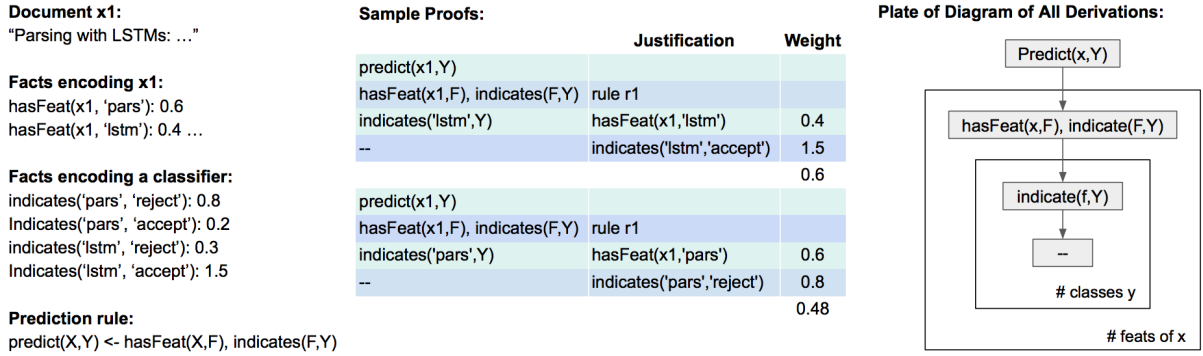 Document x1:
“Parsing with LSTMs: …”
Facts encoding x1:
hasFeat(x1, ‘pars’): 0.6
hasFeat(x1, ‘lstm’): 0.4 …
Facts encoding a classifier:
indicates(‘pars’, ‘reject’): 0.8
Indicates(‘pars’, ‘accept’): 0.2
indicates(‘lstm’, ‘reject’): 0.3
Indicates(‘lstm’, ‘accept’): 1.5
Prediction rule:
predict(X,Y) <- hasFeat(X,F), indicates(F,Y)
Sample Proofs:
Justification Weight
predict(x1,Y)
hasFeat(x1,F), indicates(F,Y) rule r1
indicates('lstm',Y) hasFeat(x1,'lstm') 0.4
-- indicates('lstm','accept') 1.5
0.6
predict(x1,Y)
hasFeat(x1,F), indicates(F,Y) rule r1
indicates('pars',Y) hasFeat(x1,'pars') 0.6
-- indicates('pars','reject') 0.8
0.48
Plate of Diagram of All Derivations:
Predict(x,Y)
hasFeat(x,F), indicate(F,Y)
indicate(f,Y)
--
# classes y
# feats of x